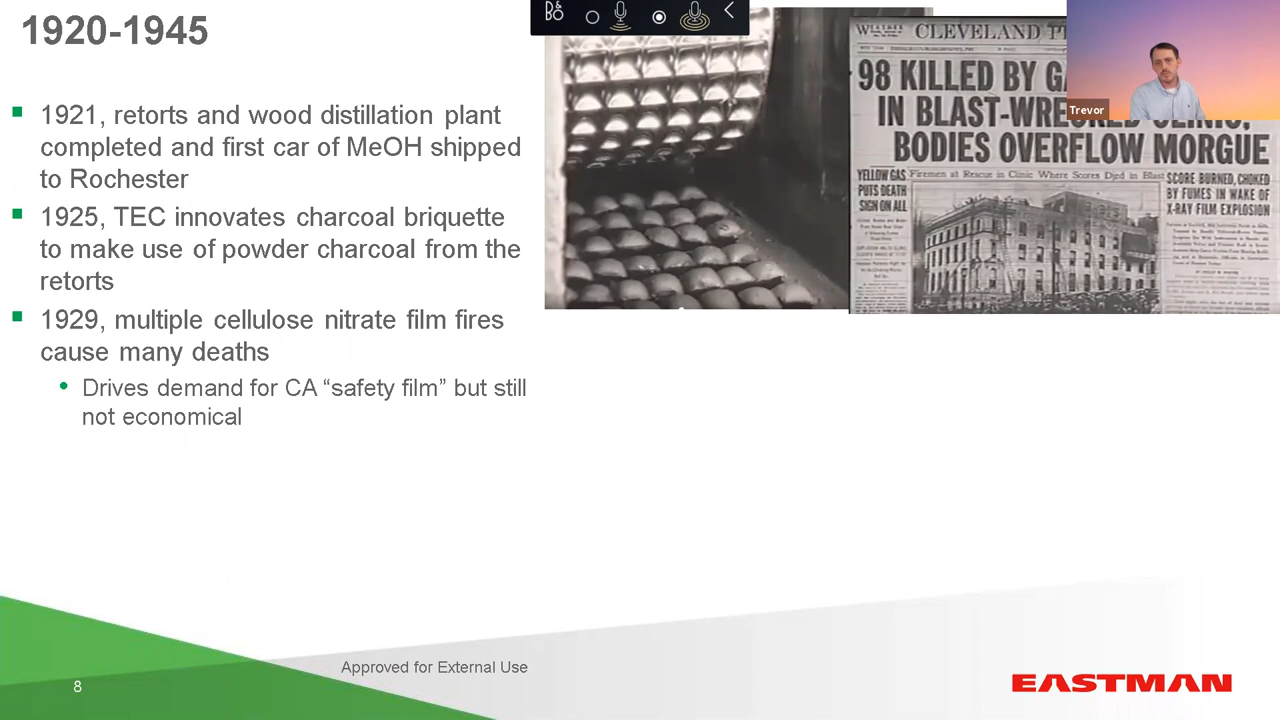 1920-1945
1921, retorts and wood distillation plant
completed and first car of MeOH shipped
to Rochester
1925, TEC innovates charcoal briquette
to make use of powder charcoal from the
retorts
1929, multiple cellulose nitrate film fires
cause many deaths
Drives demand for CA “safety film” but still
not economical
B&O
CLEVELAND
98 KILLED BY
IN BLAST-WRECKED CLINIC,
BODIES OVERFLOW MORGUE
YELLOW GAS
PUTS DEATH
SIGN ON ALL
Firemen at Rescue in Clinic Where Scores Died in Blast
SCORE BURNED, CHOKED
BY FUMES IN WAKE OF
X-RAY FILM EXPLOSION
Trevor
Approved for External Use
8
EASTMAN